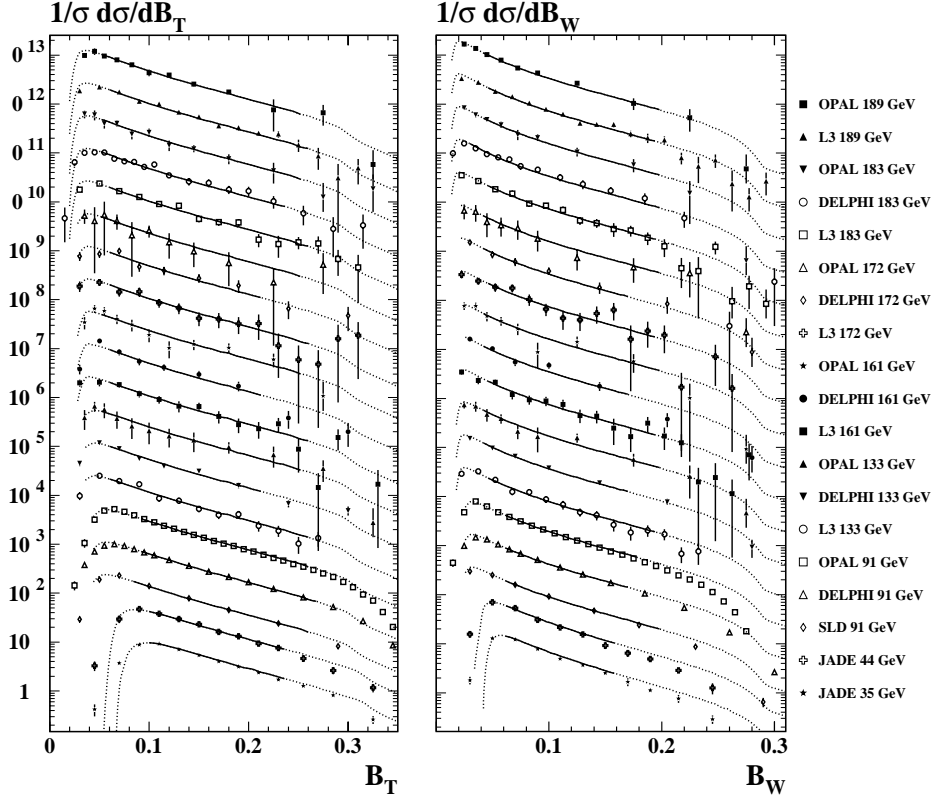 1/σ dσ/dB_T
1/σ dσ/dB_W
0 13
0 12
0 11
10
0
10 9
10 8
10 7
10 6
10 5
10 4
10 3
10 2
10
1
0
0.1
0.2
0.3
B_T
0.1
0.2
0.3
B_W
OPAL 189 GeV
L3 189 GeV
OPAL 183 GeV
DELPHI 183 GeV
L3 183 GeV
OPAL 172 GeV
DELPHI 172 GeV
L3 172 GeV
OPAL 161 GeV
DELPHI 161 GeV
L3 161 GeV
OPAL 133 GeV
DELPHI 133 GeV
L3 133 GeV
OPAL 91 GeV
DELPHI 91 GeV
SLD 91 GeV
JADE 44 GeV
JADE 35 GeV